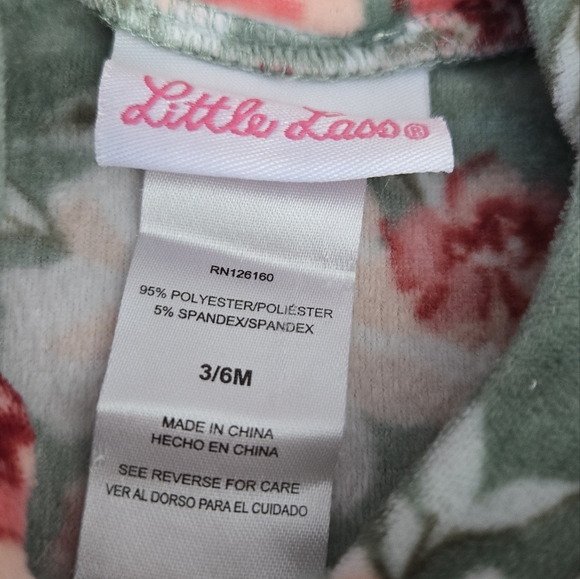 Little Lass®
RN126160
95% POLYESTER/POLIÉSTER
5% SPANDEX/SPANDEX
3/6M
MADE IN CHINA
HECHO EN CHINA
SEE REVERSE FOR CARE
VER AL DORSO PARA EL CUIDADO